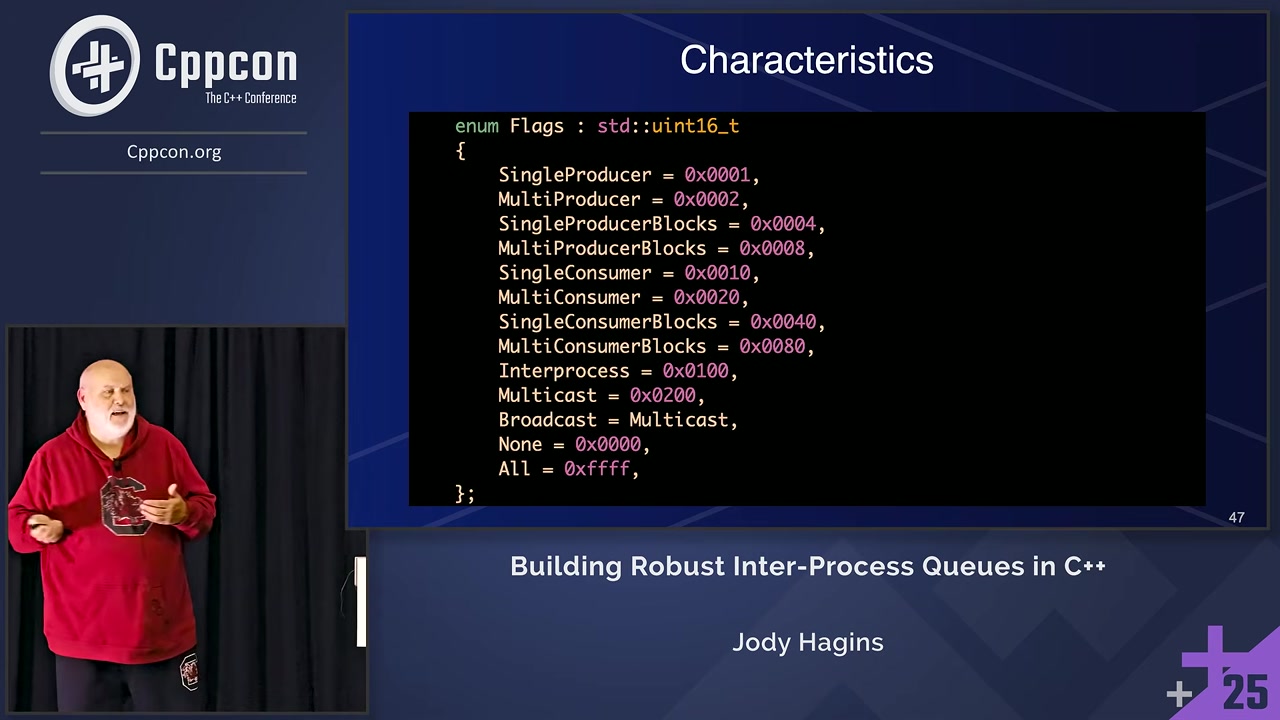 Cppcon
The C++ Conference
Cppcon.org
Characteristics
enum Flags : std::uint16_t
{
    SingleProducer = 0x0001,
    MultiProducer = 0x0002,
    SingleProducerBlocks = 0x0004,
    MultiProducerBlocks = 0x0008,
    SingleConsumer = 0x0010,
    MultiConsumer = 0x0020,
    SingleConsumerBlocks = 0x0040,
    MultiConsumerBlocks = 0x0080,
    Interprocess = 0x0100,
    Multicast = 0x0200,
    Broadcast = Multicast,
    None = 0x0000,
    All = 0xffff,
};
47
Building Robust Inter-Process Queues in C++
Jody Hagins
C
++ 25